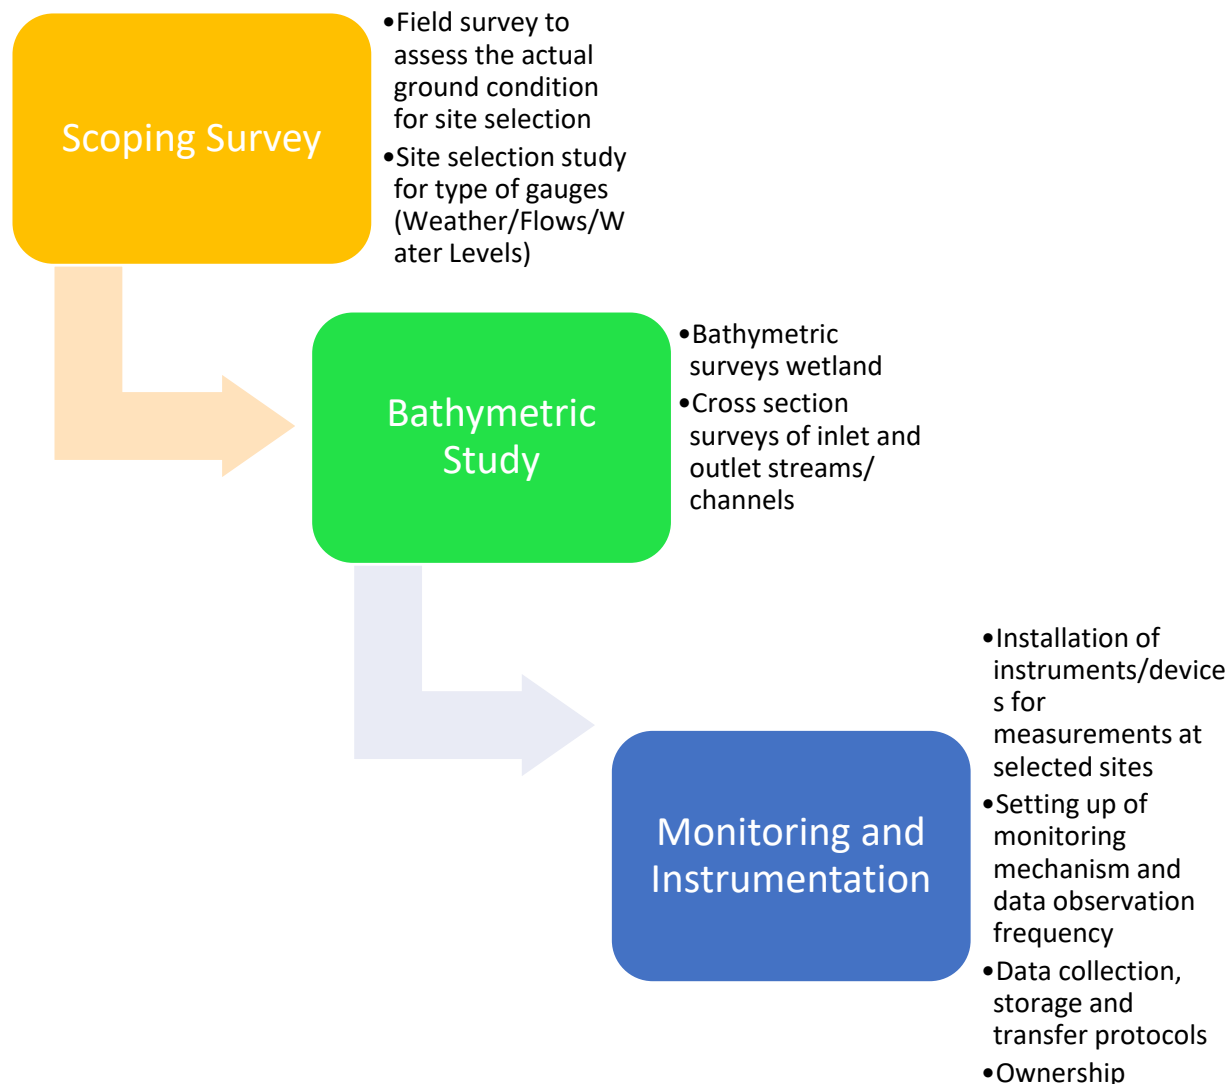 Scoping Survey
•Field survey to
assess the actual
ground condition
for site selection
•Site selection study
for type of gauges
(Weather/Flows/W
ater Levels)
Bathymetric
Study
•Bathymetric
surveys wetland
•Cross section
surveys of inlet and
outlet streams/
channels
Monitoring and
Instrumentation
•Installation of
instruments/device
s for
measurements at
selected sites
•Setting up of
monitoring
mechanism and
data observation
frequency
•Data collection,
storage and
transfer protocols
•Ownership